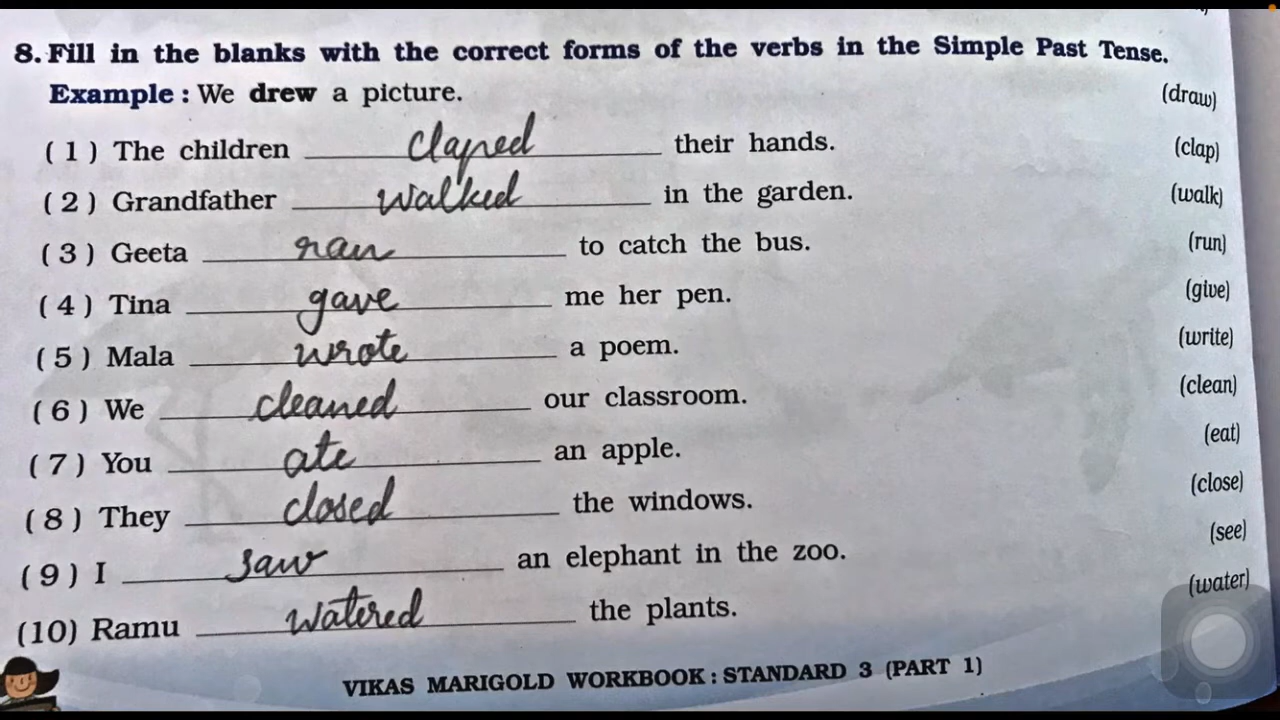 8. Fill in the blanks with the correct forms of the verbs in the Simple Past Tense.
Example : We drew a picture. (draw)
( 1 ) The children claped their hands. (clap)
( 2 ) Grandfather walked in the garden. (walk)
( 3 ) Geeta ran to catch the bus. (run)
( 4 ) Tina gave me her pen. (give)
( 5 ) Mala wrote a poem. (write)
( 6 ) We cleaned our classroom. (clean)
( 7 ) You ate an apple. (eat)
( 8 ) They closed the windows. (close)
( 9 ) I saw an elephant in the zoo. (see)
(10) Ramu watered the plants. (water)
VIKAS MARIGOLD WORKBOOK : STANDARD 3 (PART 1)